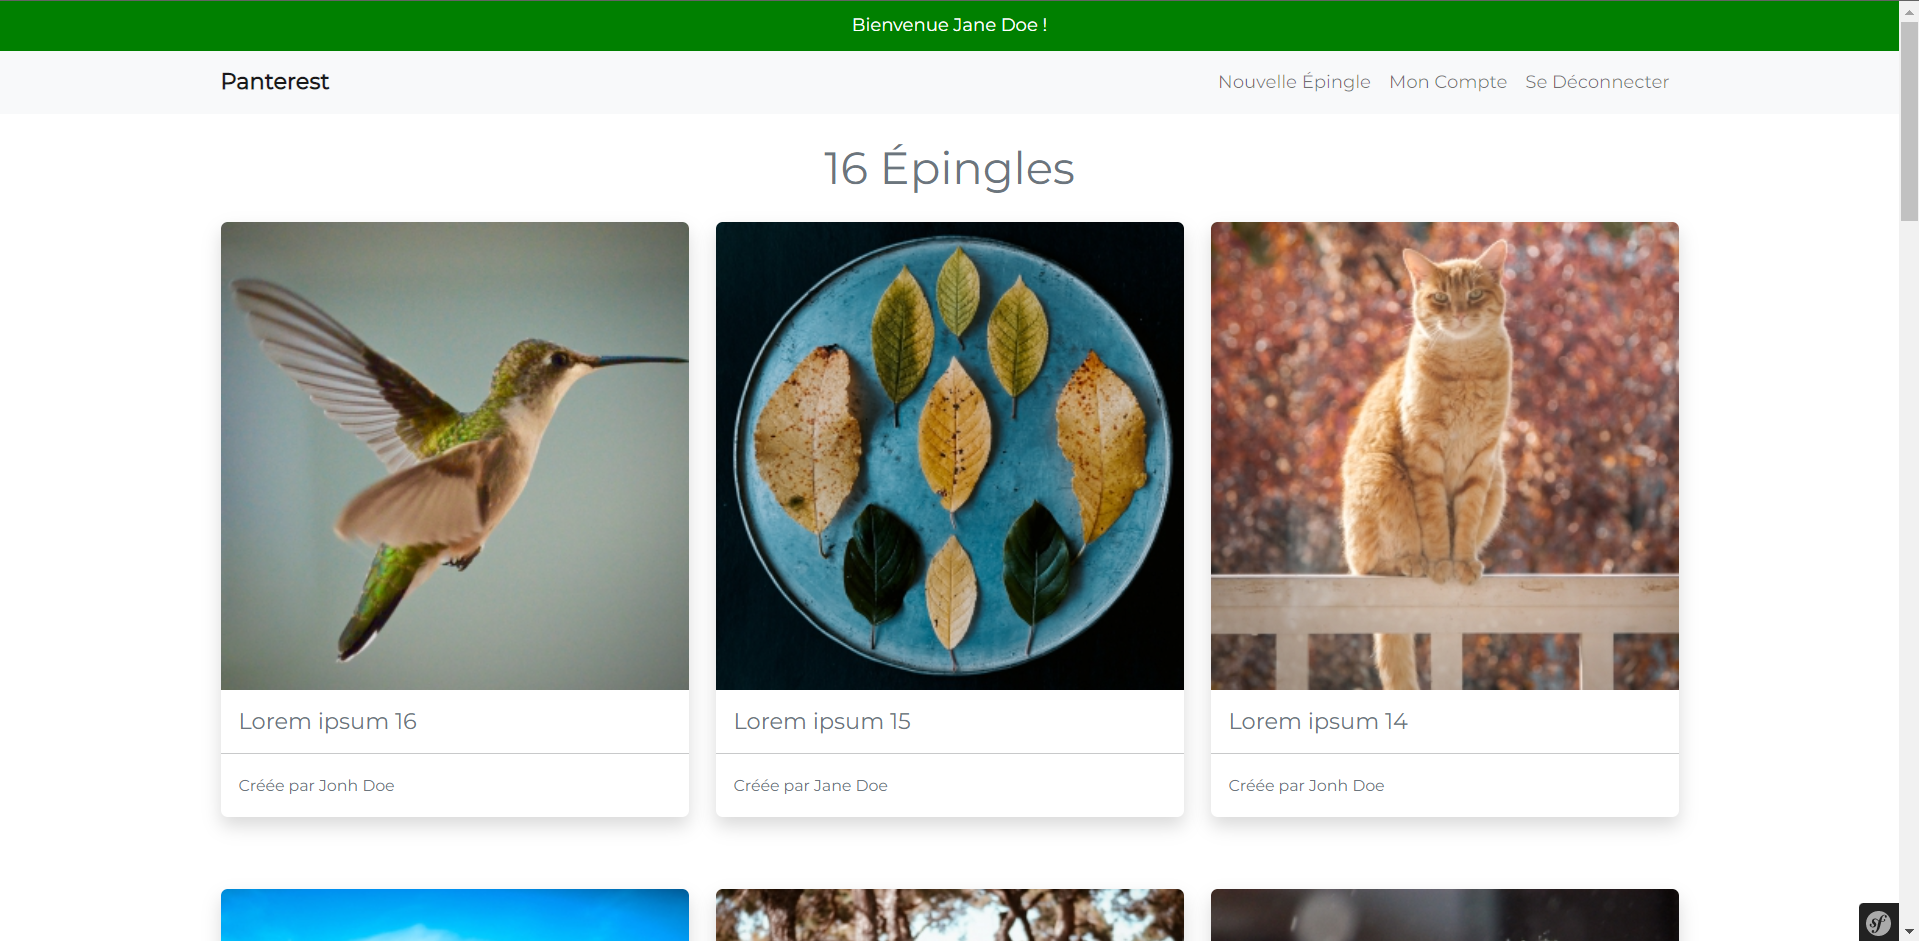 Bienvenue Jane Doe !
Panterest
Nouvelle Épingle Mon Compte Se Déconnecter
16 Épingles
Lorem ipsum 16
Créée par Jonh Doe
Lorem ipsum 15
Créée par Jane Doe
Lorem ipsum 14
Créée par Jonh Doe
sf